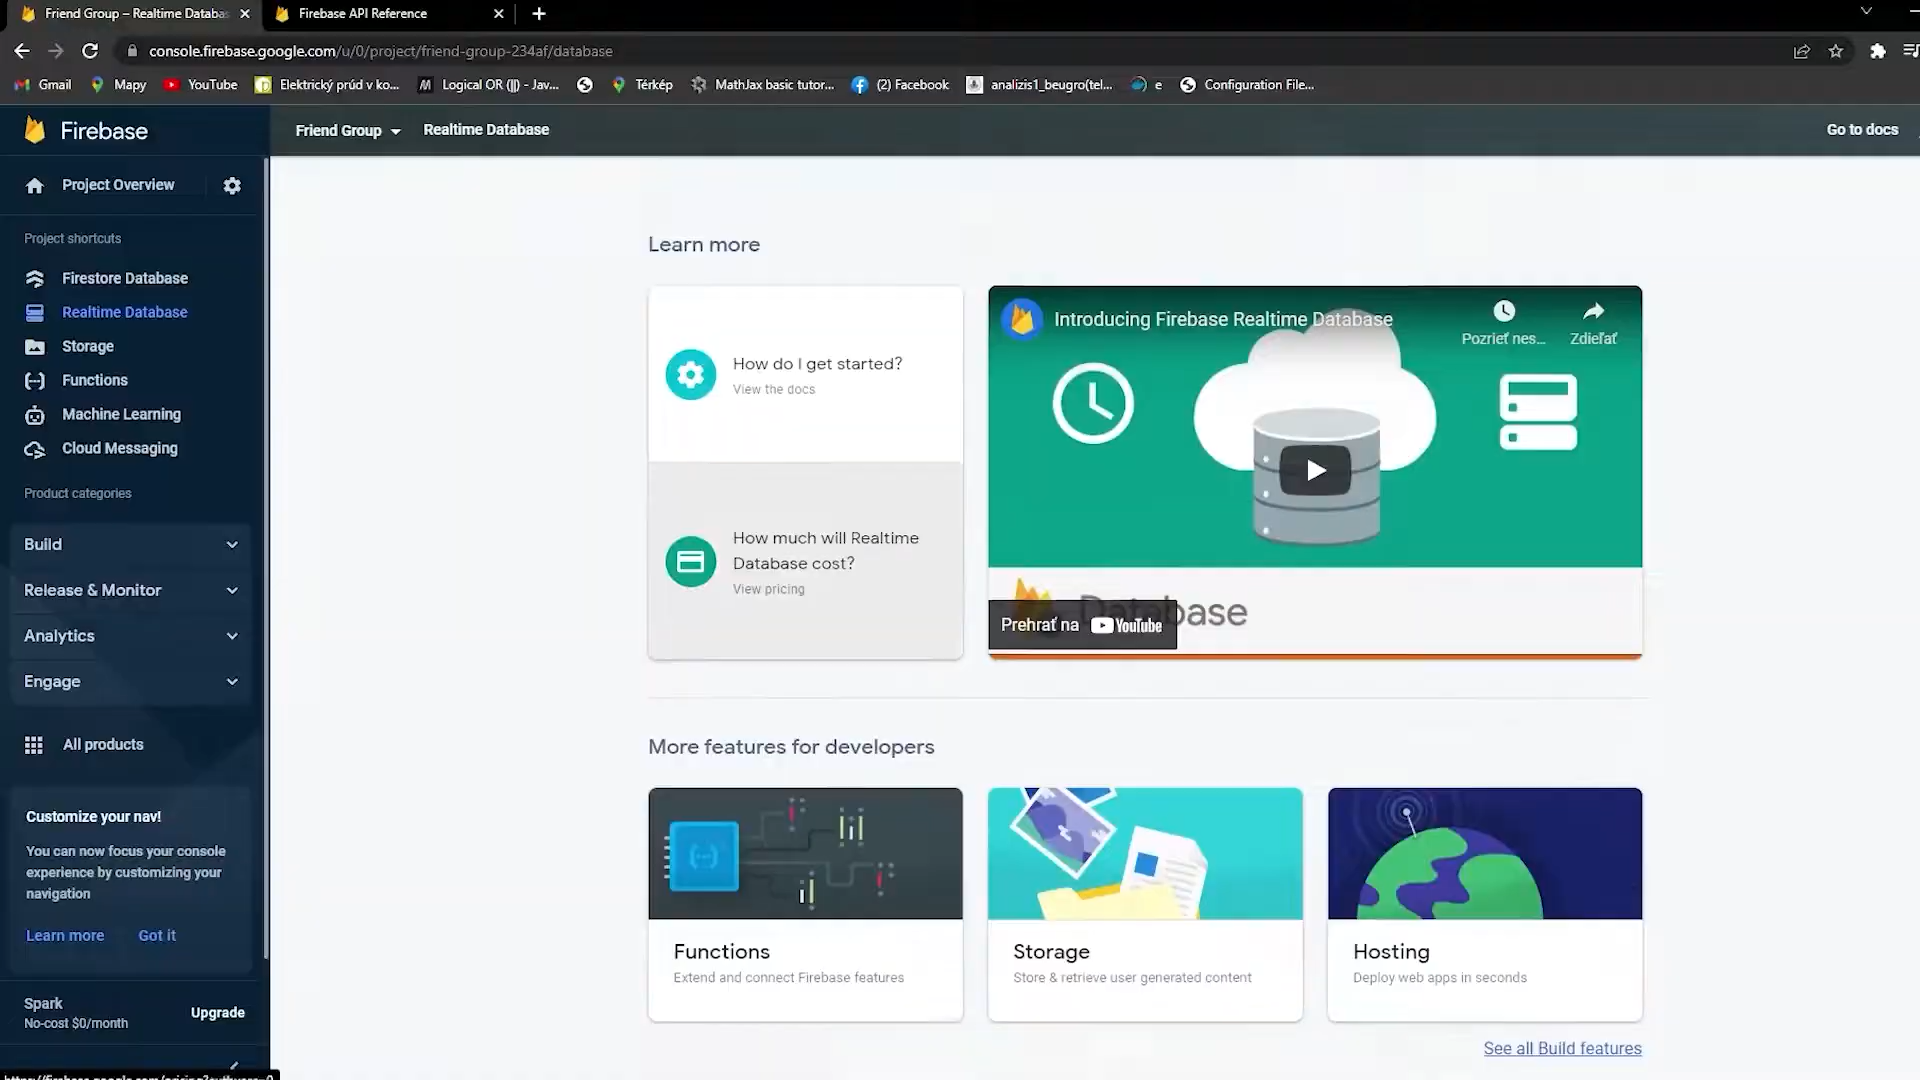 Friend Group – Realtime Databas
Firebase API Reference
console.firebase.google.com/u/0/project/friend-group-234af/database
Gmail
Mapy
YouTube
Elektrický prúd v ko...
Logical OR (||) - Jav...
Térkép
MathJax basic tutor...
(2) Facebook
analizis1_beugro(tel...
e
Configuration File...
Firebase
Friend Group
Realtime Database
Go to docs
Project Overview
Project shortcuts
Firestore Database
Realtime Database
Storage
Functions
Machine Learning
Cloud Messaging
Product categories
Build
Release & Monitor
Analytics
Engage
All products
Customize your nav!
You can now focus your console
experience by customizing your
navigation
Learn more
Got it
Spark
No-cost $0/month
Upgrade
Learn more
How do I get started?
View the docs
How much will Realtime
Database cost?
View pricing
Introducing Firebase Realtime Database
Pozrieť nes...
Zdieľať
Database
Prehrať na YouTube
More features for developers
Functions
Extend and connect Firebase features
Storage
Store & retrieve user generated content
Hosting
Deploy web apps in seconds
See all Build features